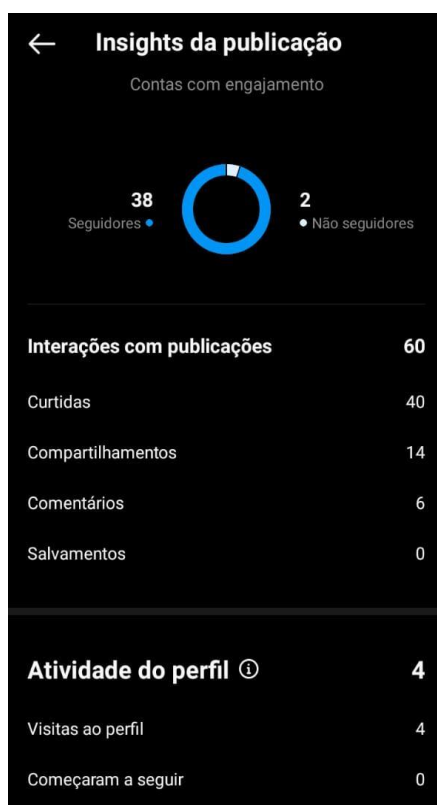 Insights da publicação
Contas com engajamento
38
Seguidores
2
Não seguidores
Interações com publicações 60
Curtidas 40
Compartilhamentos 14
Comentários 6
Salvamentos 0
Atividade do perfil 4
Visitas ao perfil 4
Começaram a seguir 0